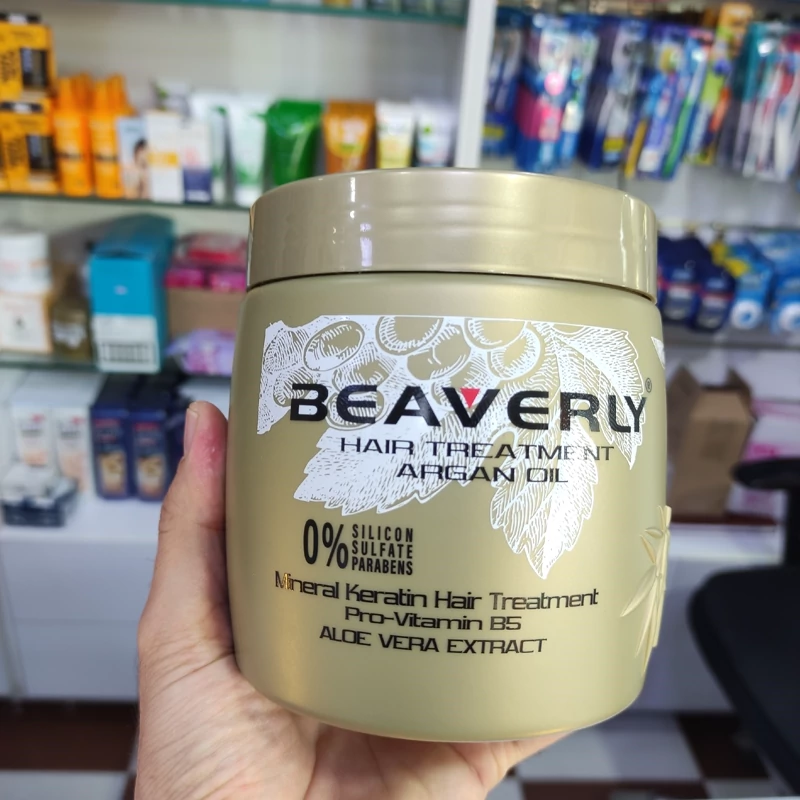 BEAVERLY®
HAIR TREATMENT
ARGAN OIL
0% SILICON
SULFATE
PARABENS
Mineral Keratin Hair Treatment
Pro-Vitamin B5
ALOE VERA EXTRACT